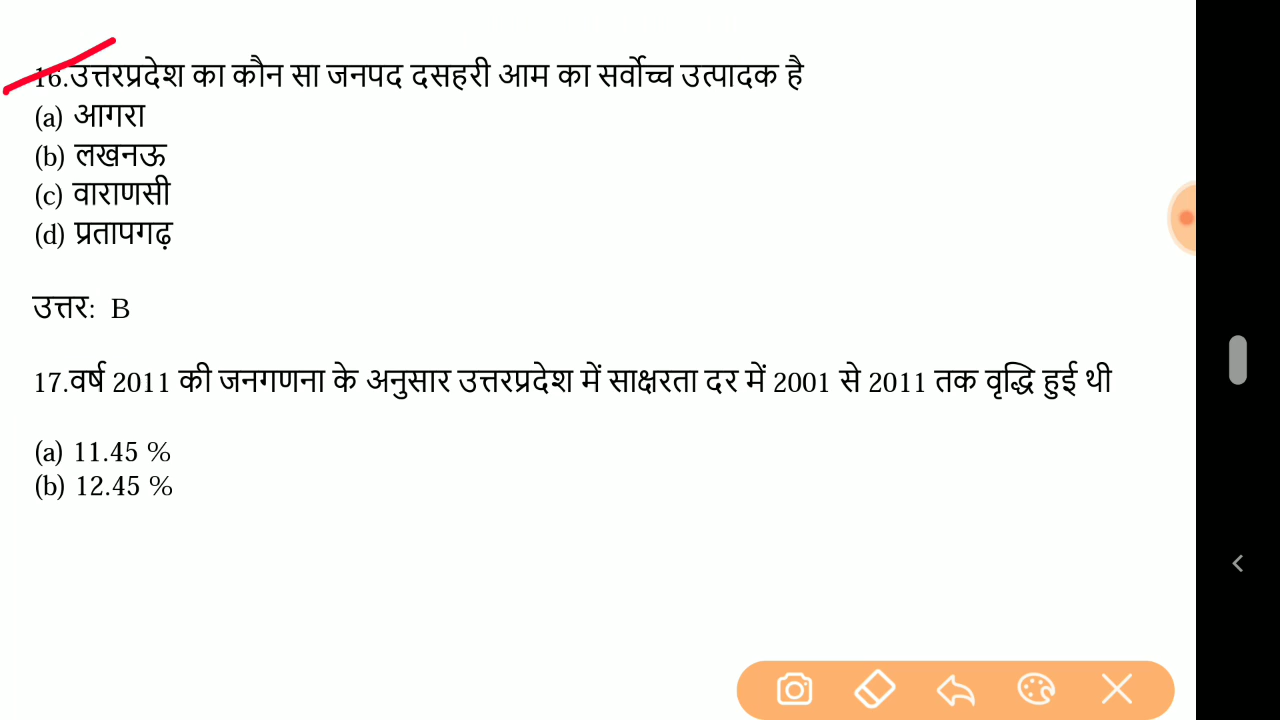 16.उत्तरप्रदेश का कौन सा जनपद दसहरी आम का सर्वोच्च उत्पादक है
(a) आगरा
(b) लखनऊ
(c) वाराणसी
(d) प्रतापगढ़
उत्तर: B
17.वर्ष 2011 की जनगणना के अनुसार उत्तरप्रदेश में साक्षरता दर में 2001 से 2011 तक वृद्धि हुई थी
(a) 11.45 %
(b) 12.45 %